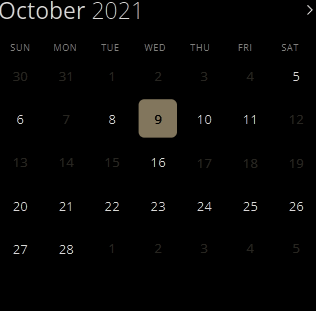 October 2021
SUN MON TUE WED THU FRI SAT
30 31 1 2 3 4 5
6 7 8 9 10 11 12
13 14 15 16 17 18 19
20 21 22 23 24 25 26
27 28 1 2 3 4 5